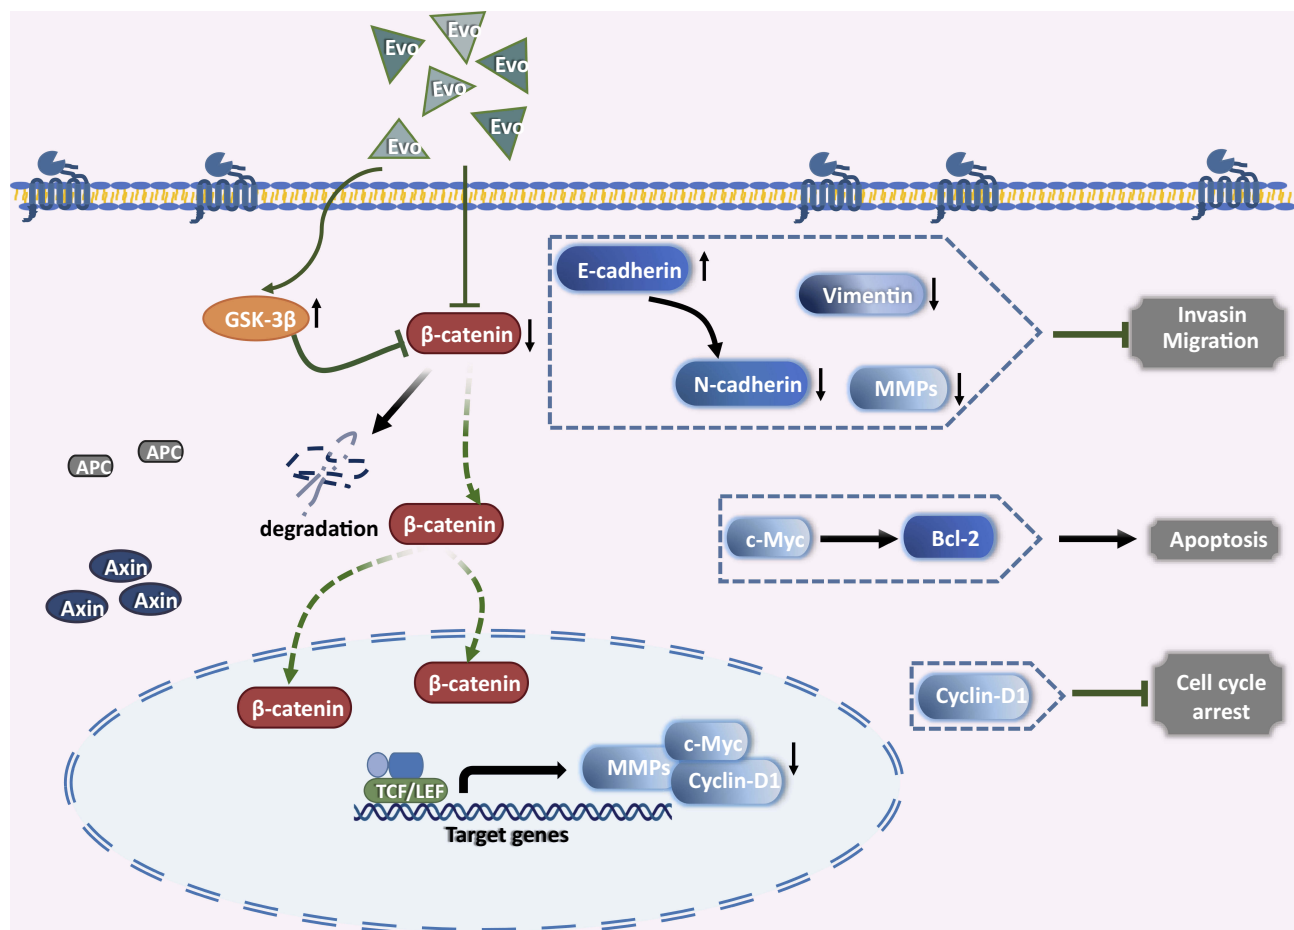 Evo
Evo
Evo
Evo
Evo
Evo
GSK-3β
β-catenin
E-cadherin
Vimentin
N-cadherin
MMPs
Invasin
Migration
APC
APC
degradation
β-catenin
c-Myc
Bcl-2
Apoptosis
Axin
Axin
Axin
β-catenin
β-catenin
Cyclin-D1
Cell cycle
arrest
c-Myc
MMPs
Cyclin-D1
TCF/LEF
Target genes